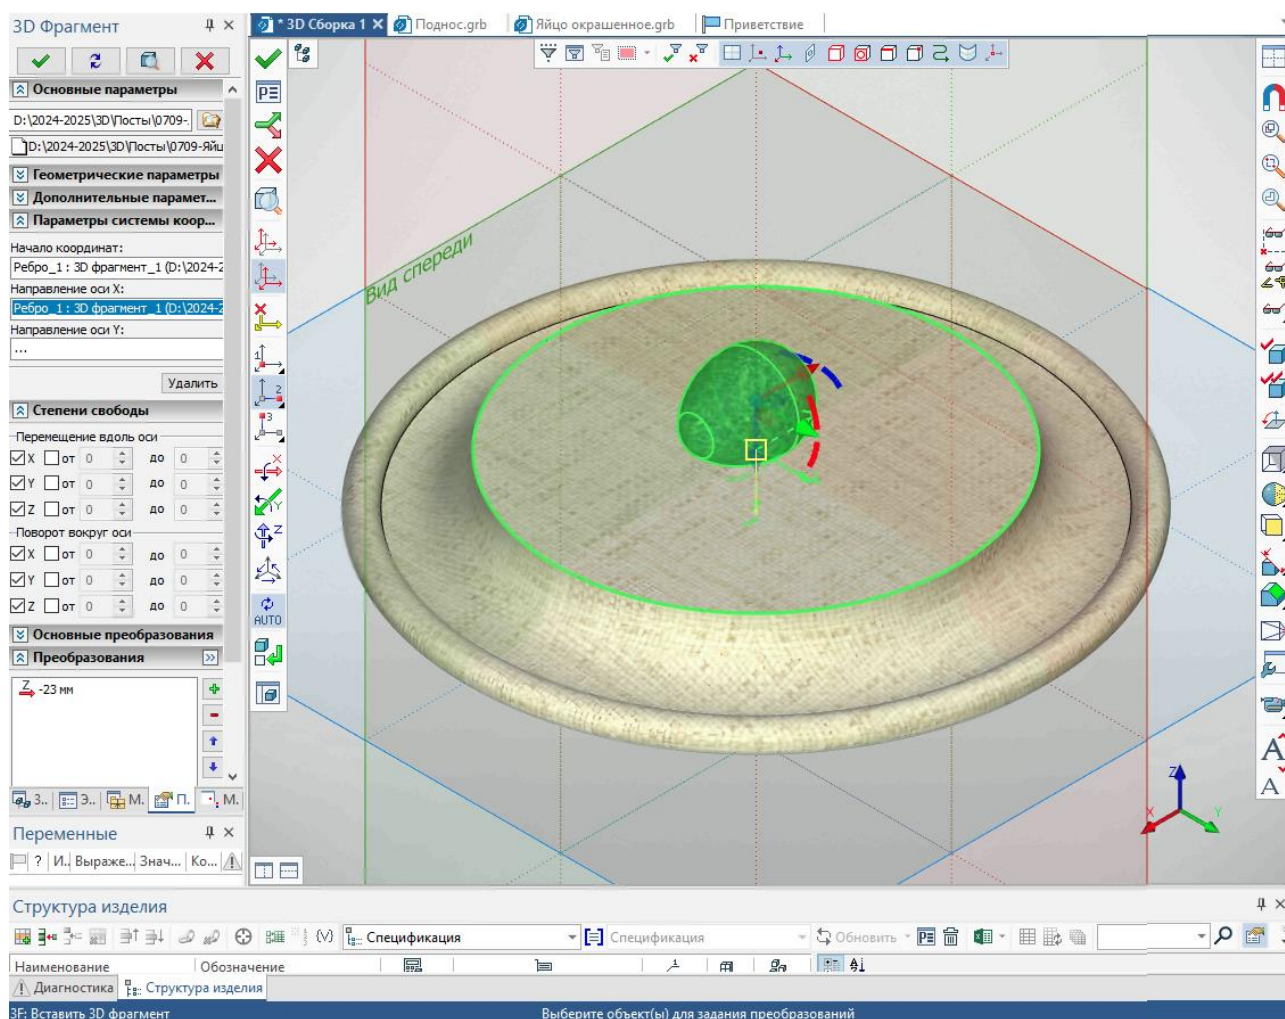 3D Фрагмент
* 3D Сборка 1
Поднос.grb
Яйцо окрашенное.grb
Приветствие
Основные параметры
D:\2024-2025\3D\Посты\0709-.
D:\2024-2025\3D\Посты\0709-Яйц
Геометрические параметры
Дополнительные парамет...
Параметры системы коор...
Начало координат:
Ребро_1 : 3D фрагмент_1 (D:\2024-2
Направление оси X:
Ребро_1 : 3D фрагмент_1 (D:\2024-2
Направление оси Y:
...
Удалить
Степени свободы
Перемещение вдоль оси
X от 0 до 0
Y от 0 до 0
Z от 0 до 0
Поворот вокруг оси
X от 0 до 0
Y от 0 до 0
Z от 0 до 0
Основные преобразования
Преобразования
Z -23 мм
З.. Э.. М. П. М.
Переменные
? И.. Выраже... Знач... Ко...
AUTO
Вид спереди
Z
X
Y
Структура изделия
Спецификация
Спецификация
Обновить
Наименование
Обозначение
Диагностика
Структура изделия
3F: Вставить 3D фрагмент
Выберите объект(ы) для задания преобразований